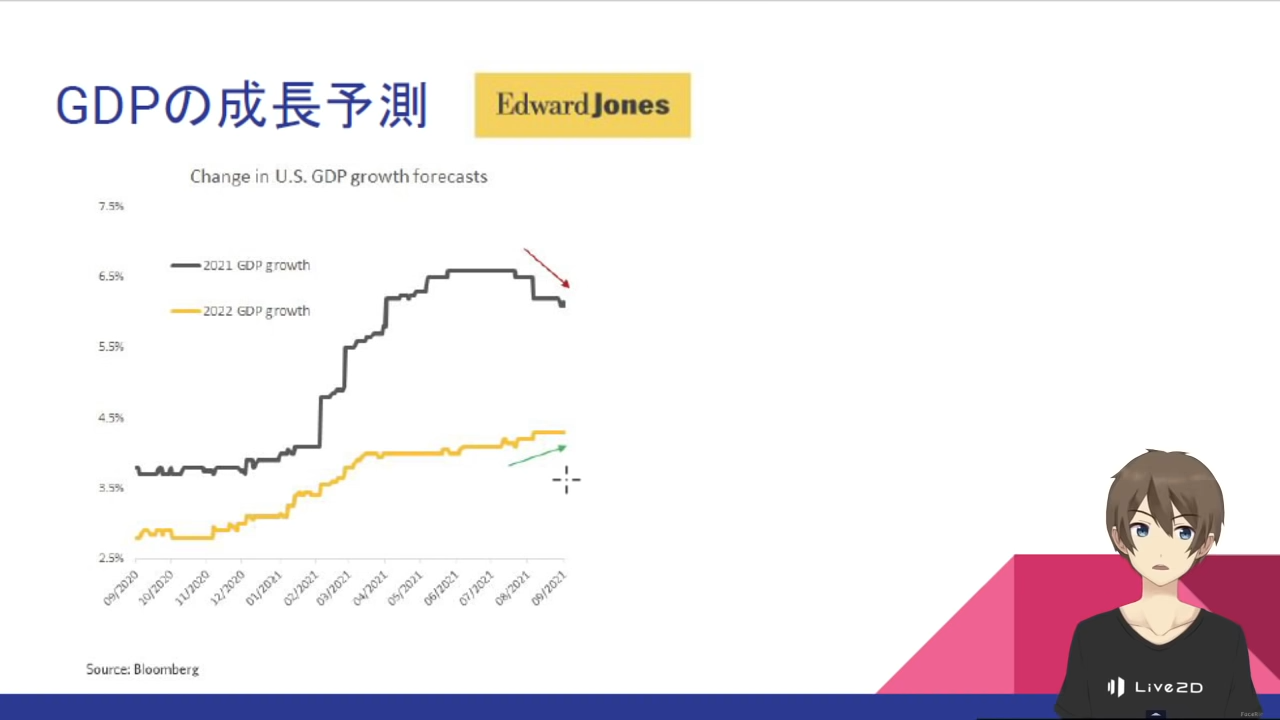 GDPの成長予測
Edward Jones
Change in U.S. GDP growth forecasts
7.5%
2021 GDP growth
6.5%
2022 GDP growth
5.5%
4.5%
3.5%
2.5%
09/2020
10/2020
11/2020
12/2020
01/2021
02/2021
03/2021
04/2021
05/2021
06/2021
07/2021
08/2021
09/2021
Source: Bloomberg
Live2D